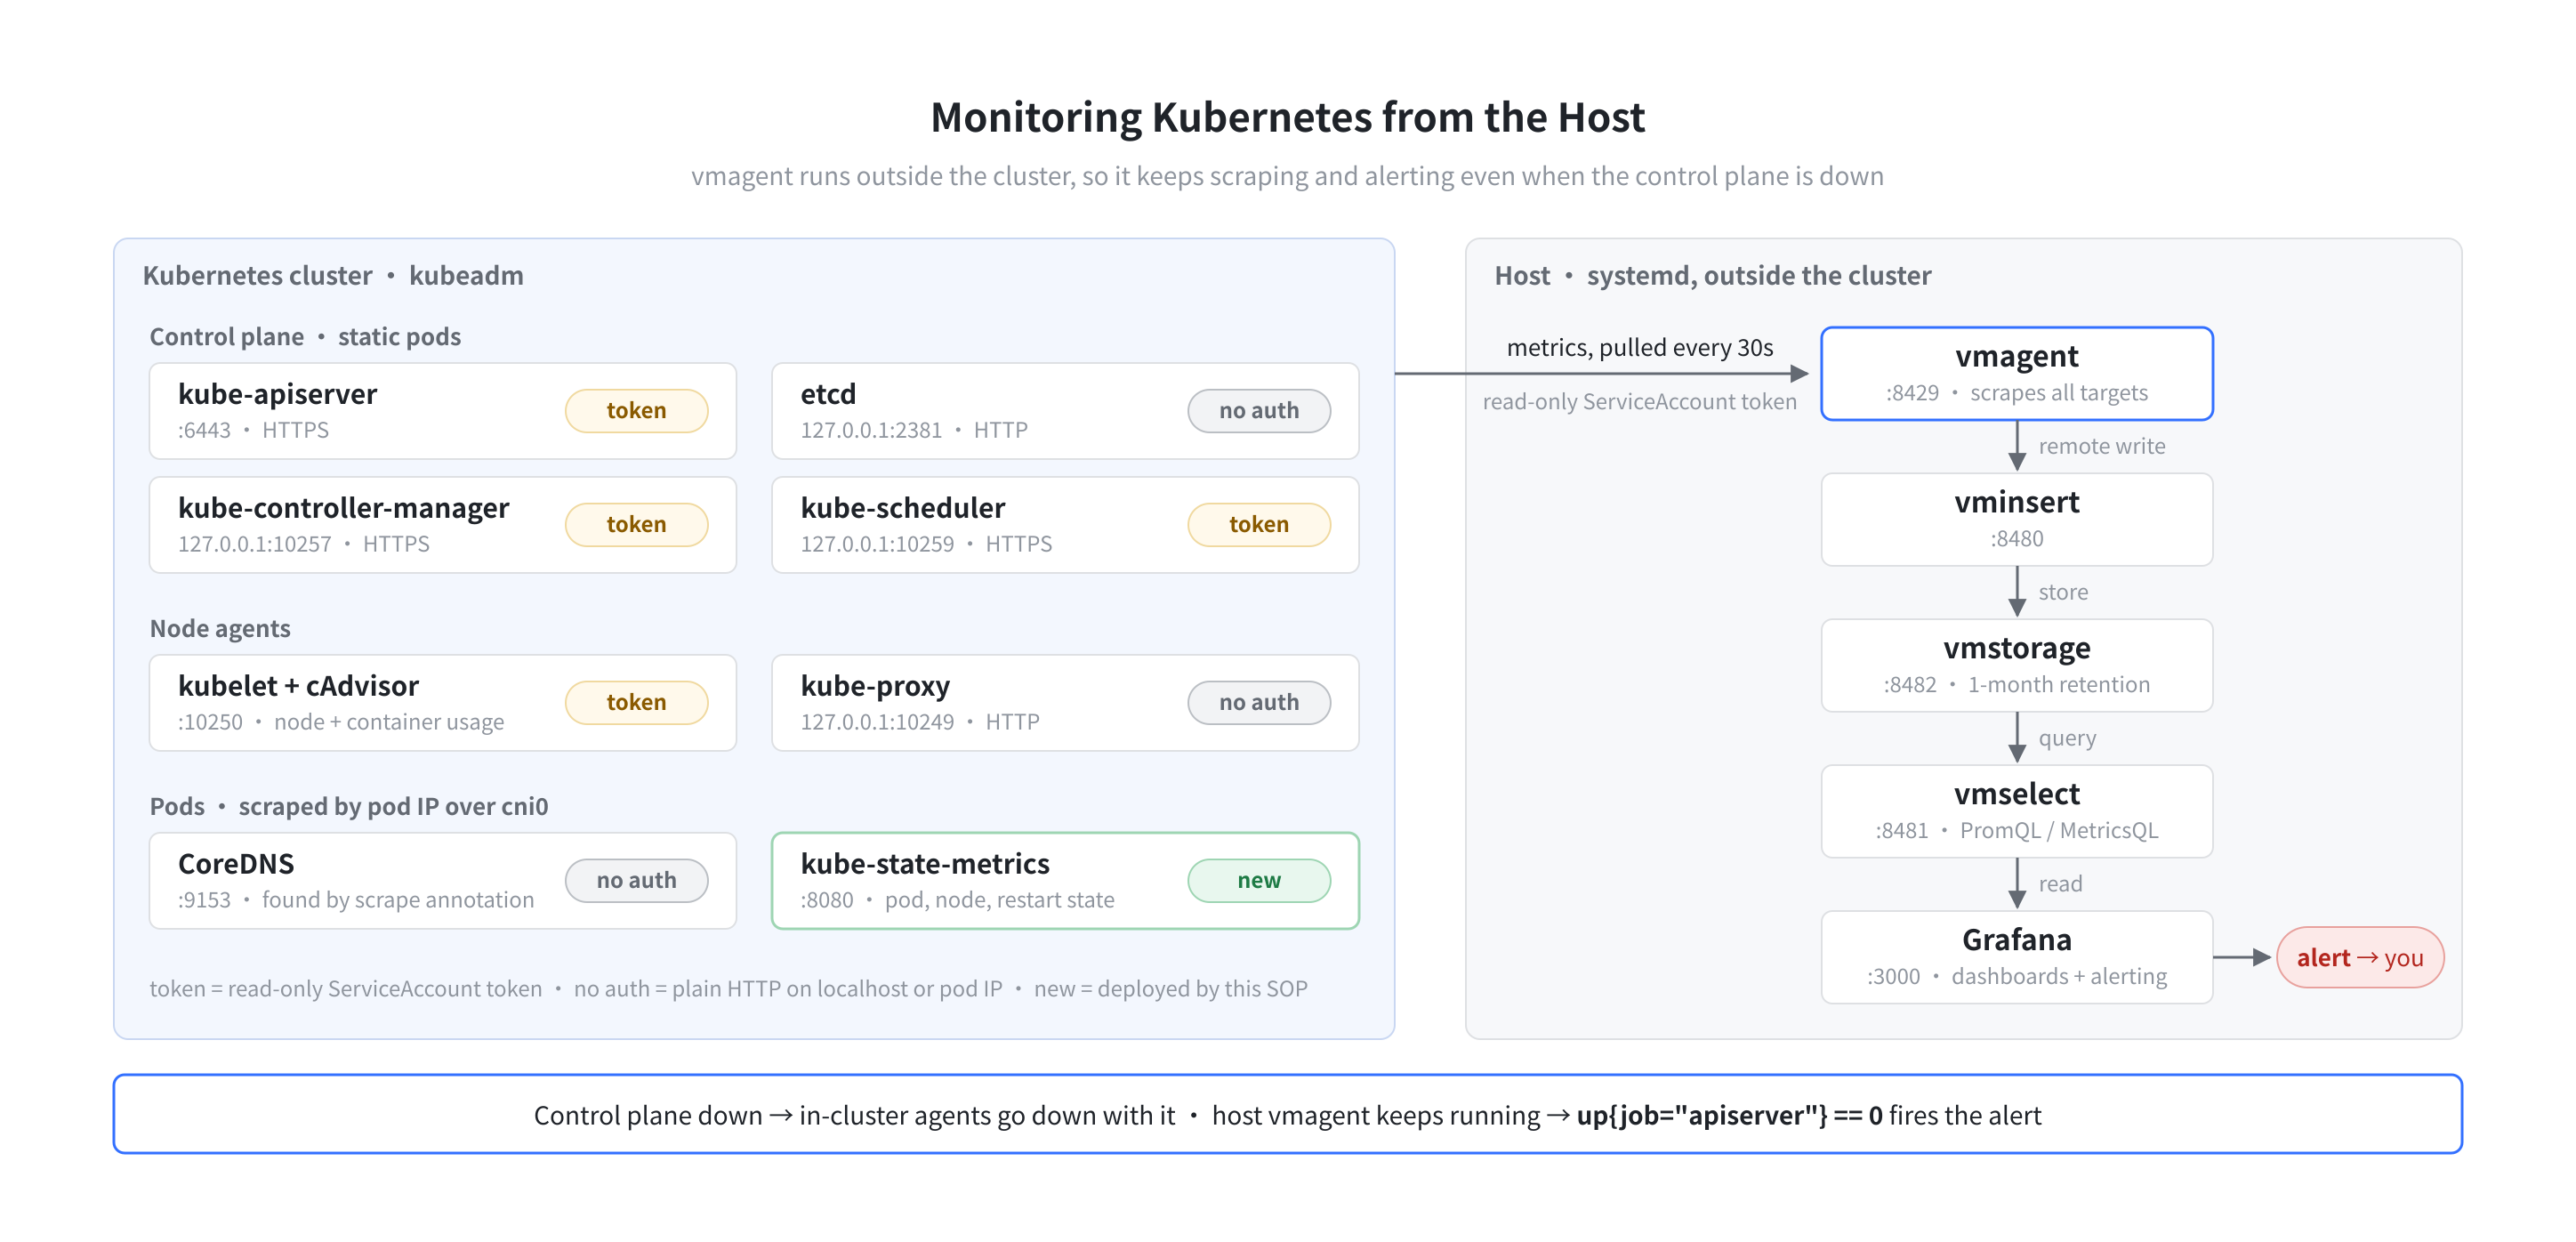 Monitoring Kubernetes from the Host
vmagent runs outside the cluster, so it keeps scraping and alerting even when the control plane is down
Kubernetes cluster • kubeadm
Control plane • static pods
kube-apiserver
:6443 • HTTPS
token
etcd
127.0.0.1:2381 • HTTP
no auth
kube-controller-manager
127.0.0.1:10257 • HTTPS
token
kube-scheduler
127.0.0.1:10259 • HTTPS
token
Node agents
kubelet + cAdvisor
:10250 • node + container usage
token
kube-proxy
127.0.0.1:10249 • HTTP
no auth
Pods • scraped by pod IP over cni0
CoreDNS
:9153 • found by scrape annotation
no auth
kube-state-metrics
:8080 • pod, node, restart state
new
token = read-only ServiceAccount token • no auth = plain HTTP on localhost or pod IP • new = deployed by this SOP
Host • systemd, outside the cluster
metrics, pulled every 30s
read-only ServiceAccount token
vmagent
:8429 • scrapes all targets
remote write
vminsert
:8480
store
vmstorage
:8482 • 1-month retention
query
vmselect
:8481 • PromQL / MetricsQL
read
Grafana
:3000 • dashboards + alerting
alert → you
Control plane down → in-cluster agents go down with it • host vmagent keeps running → up{job="apiserver"} == 0 fires the alert